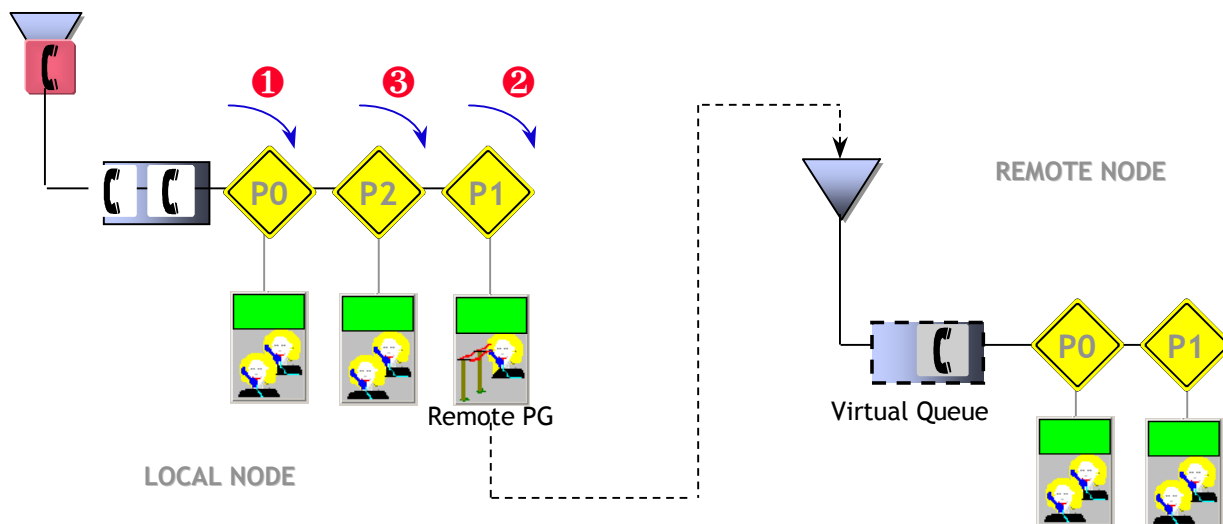 ❶ ❸ ❷
P0 P2 P1
REMOTE NODE
P0 P1
Remote PG
Virtual Queue
LOCAL NODE